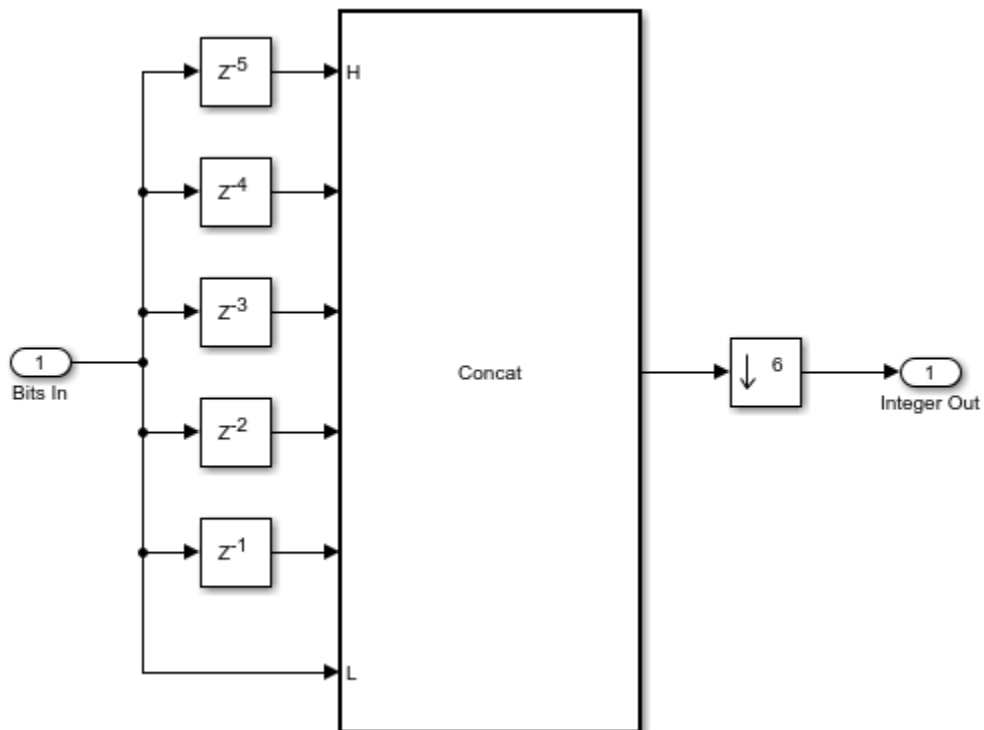 Z-5
H
Z-4
Z-3
1
Bits In
Concat
6
1
Integer Out
Z-2
Z-1
L